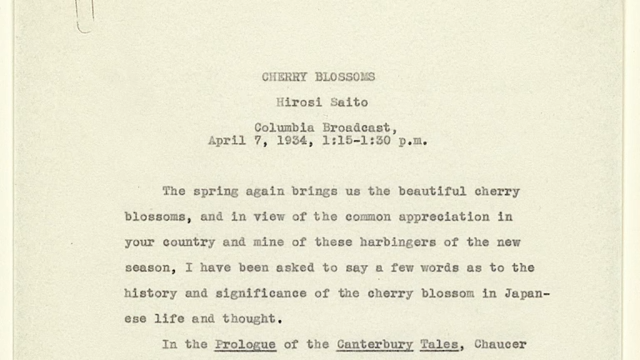 CHERRY BLOSSOMS
Hirosi Saito
Columbia Broadcast,
April 7, 1934, 1:15-1:30 p.m.
The spring again brings us the beautiful cherry
blossoms, and in view of the common appreciation in
your country and mine of these harbingers of the new
season, I have been asked to say a few words as to the
history and significance of the cherry blossom in Japan-
ese life and thought.
In the Prologue of the Canterbury Tales, Chaucer